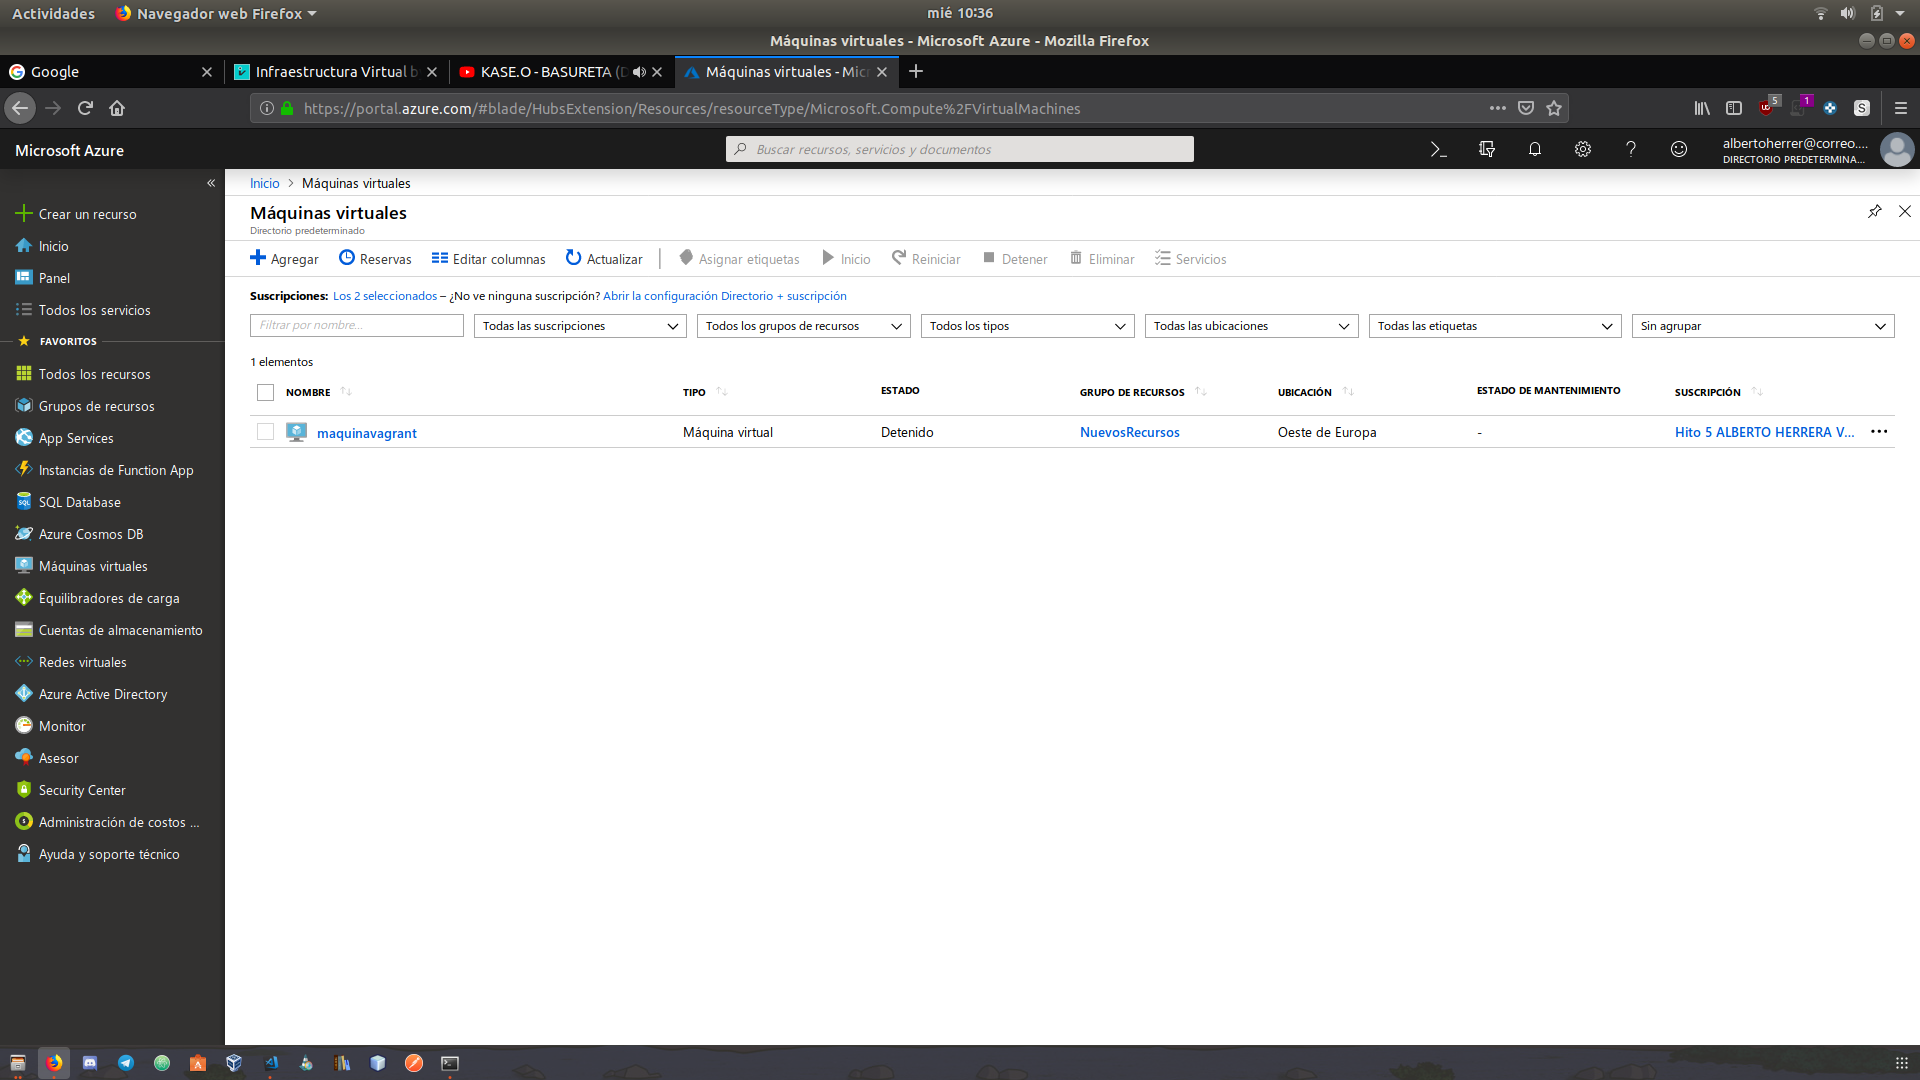 Actividades
Navegador web Firefox
mié 10:36
Máquinas virtuales - Microsoft Azure - Mozilla Firefox
Google
Infraestructura Virtual b
KASE.O - BASURETA (D
Máquinas virtuales - Micr
https://portal.azure.com/#blade/HubsExtension/Resources/resourceType/Microsoft.Compute%2FVirtualMachines
5
1
S
Microsoft Azure
Buscar recursos, servicios y documentos
albertoherrer@correo....
DIRECTORIO PREDETERMINA...
Inicio
Máquinas virtuales
Máquinas virtuales
Directorio predeterminado
Agregar
Reservas
Editar columnas
Actualizar
Asignar etiquetas
Inicio
Reiniciar
Detener
Eliminar
Servicios
Suscripciones: Los 2 seleccionados – ¿No ve ninguna suscripción? Abrir la configuración Directorio + suscripción
Filtrar por nombre...
Todas las suscripciones
Todos los grupos de recursos
Todos los tipos
Todas las ubicaciones
Todas las etiquetas
Sin agrupar
1 elementos
NOMBRE
TIPO
ESTADO
GRUPO DE RECURSOS
UBICACIÓN
ESTADO DE MANTENIMIENTO
SUSCRIPCIÓN
maquinavagrant
Máquina virtual
Detenido
NuevosRecursos
Oeste de Europa
-
Hito 5 ALBERTO HERRERA V...
Crear un recurso
Inicio
Panel
Todos los servicios
FAVORITOS
Todos los recursos
Grupos de recursos
App Services
Instancias de Function App
SQL Database
Azure Cosmos DB
Máquinas virtuales
Equilibradores de carga
Cuentas de almacenamiento
Redes virtuales
Azure Active Directory
Monitor
Asesor
Security Center
Administración de costos ...
Ayuda y soporte técnico